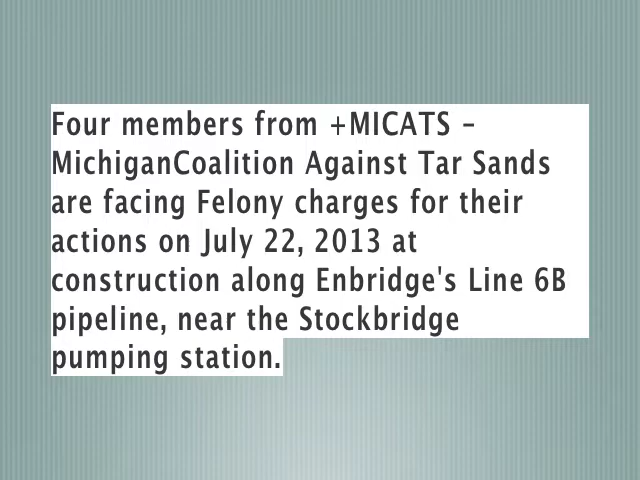 Four members from +MICATS –
MichiganCoalition Against Tar Sands
are facing Felony charges for their
actions on July 22, 2013 at
construction along Enbridge's Line 6B
pipeline, near the Stockbridge
pumping station.